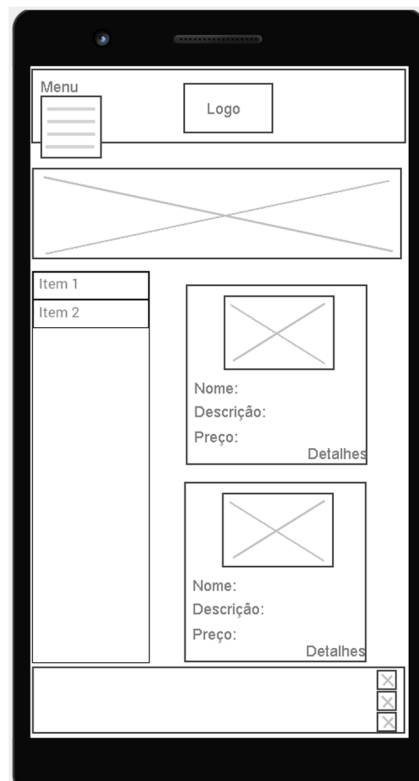 Menu
Logo
Item 1
Item 2
Nome:
Descrição:
Preço:
Detalhes
Nome:
Descrição:
Preço:
Detalhes